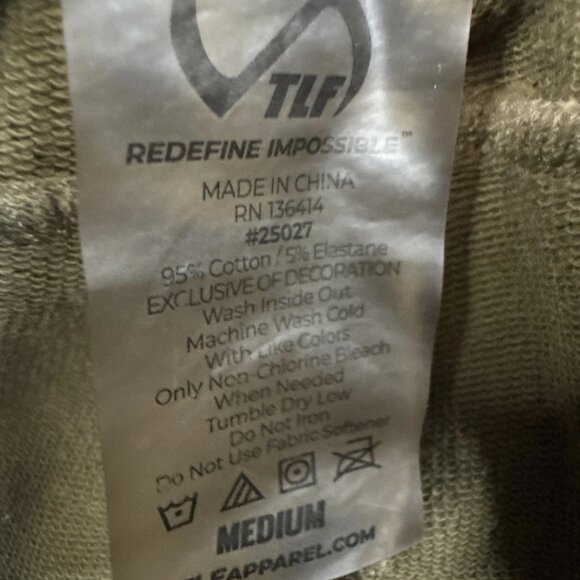 TLF
REDEFINE IMPOSSIBLE™
MADE IN CHINA
RN 136414
#25027
95% Cotton / 5% Elastane
EXCLUSIVE OF DECORATION
Wash Inside Out
Machine Wash Cold
With Like Colors
Only Non-Chlorine Bleach
When Needed
Tumble Dry Low
Do Not Iron
Do Not Use Fabric Softener
MEDIUM
TLFAPPAREL.COM